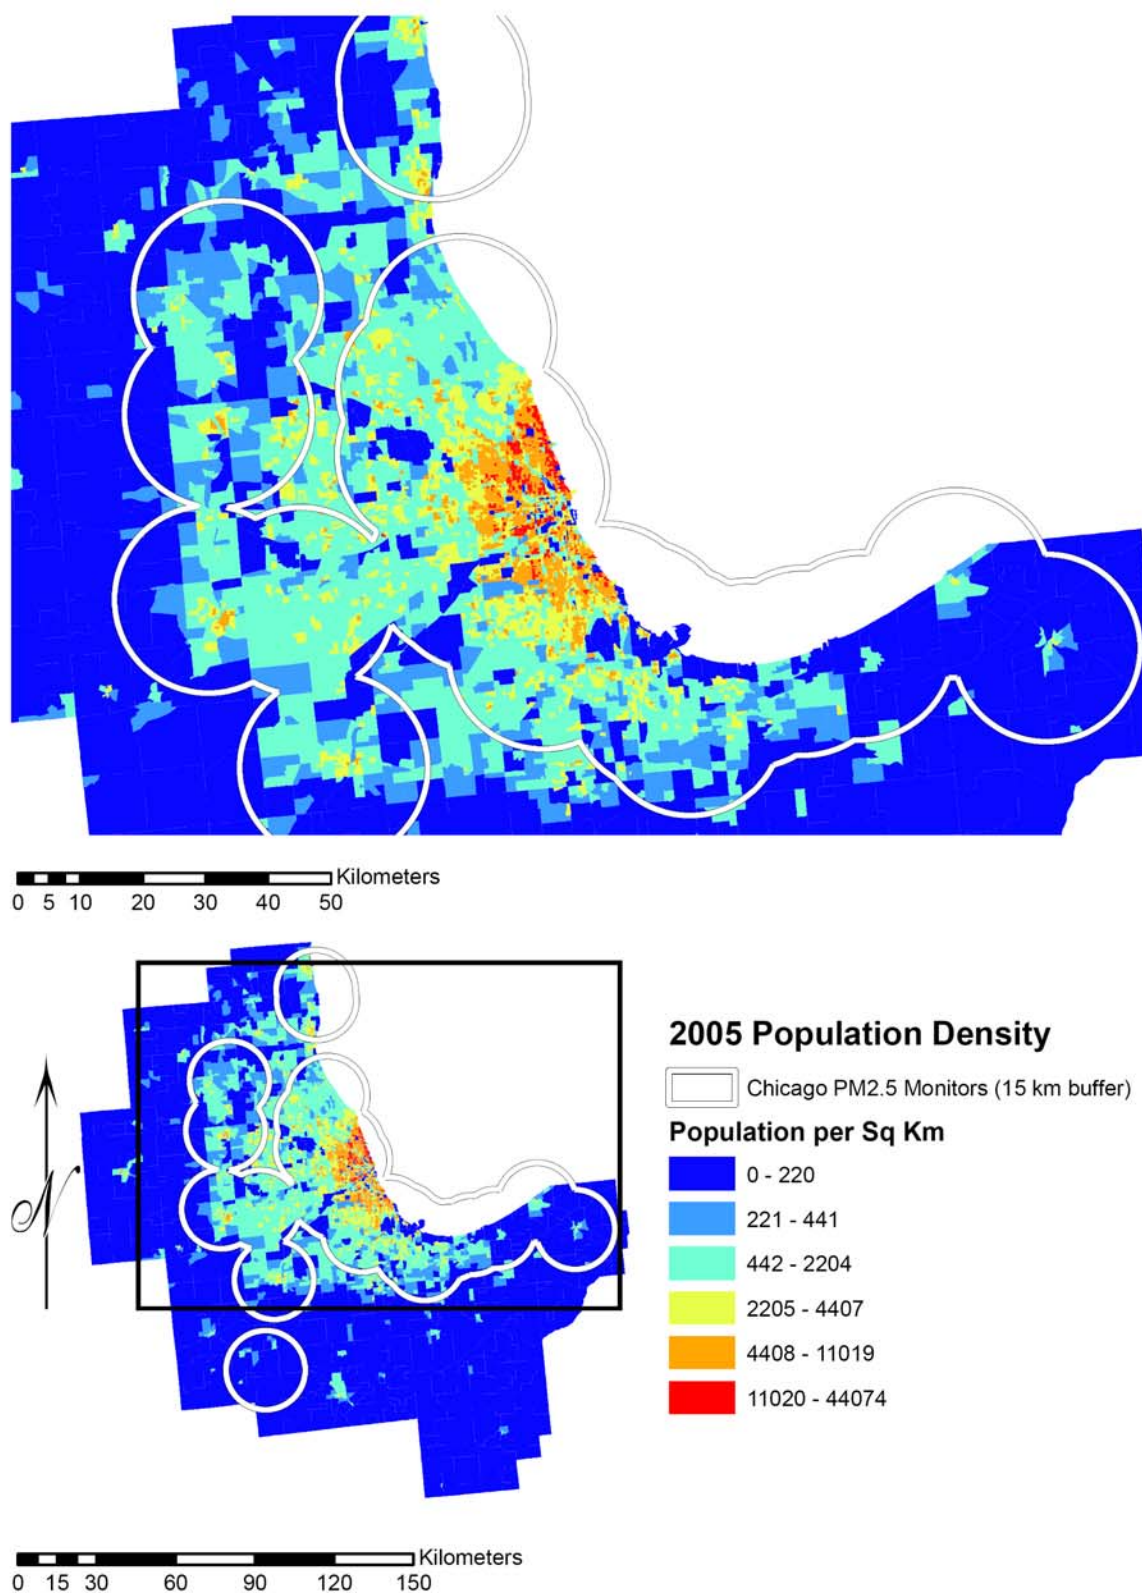 Kilometers
0 5 10 20 30 40 50
2005 Population Density
Chicago PM2.5 Monitors (15 km buffer)
Population per Sq Km
0 - 220
221 - 441
442 - 2204
2205 - 4407
4408 - 11019
11020 - 44074
N
Kilometers
0 15 30 60 90 120 150